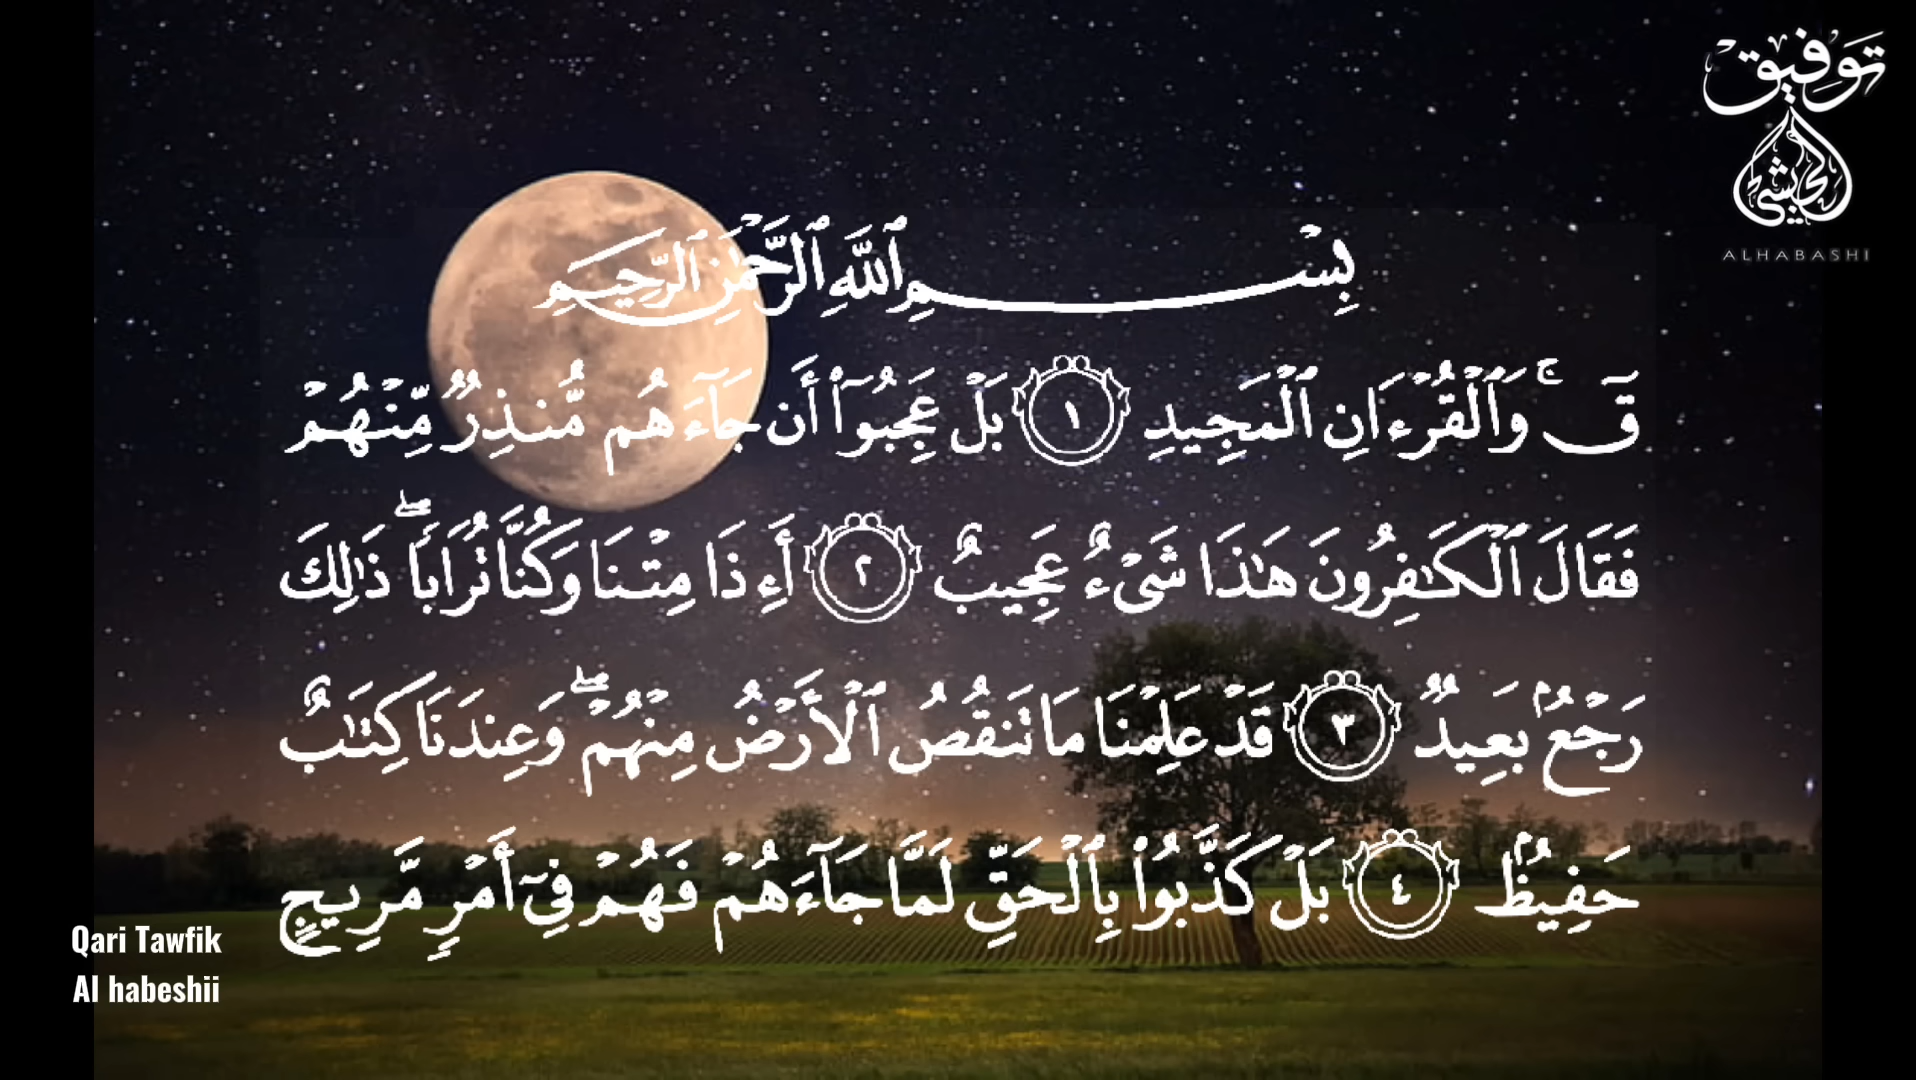 توفيق
الحبشي
ALHABASHI
بِسْمِ ٱللَّهِ ٱلرَّحْمَٰنِ ٱلرَّحِيمِ
قٓ ۚ وَٱلْقُرْءَانِ ٱلْمَجِيدِ ١ بَلْ عَجِبُوٓا۟ أَن جَآءَهُم مُّنذِرٌ مِّنْهُمْ
فَقَالَ ٱلْكَٰفِرُونَ هَٰذَا شَىْءٌ عَجِيبٌ ٢ أَءِذَا مِتْنَا وَكُنَّا تُرَابًا ۖ ذَٰلِكَ
رَجْعٌۢ بَعِيدٌ ٣ قَدْ عَلِمْنَا مَا تَنقُصُ ٱلْأَرْضُ مِنْهُمْ ۖ وَعِندَنَا كِتَٰبٌ
حَفِيظٌۢ ٤ بَلْ كَذَّبُوا۟ بِٱلْحَقِّ لَمَّا جَآءَهُمْ فَهُمْ فِىٓ أَمْرٍ مَّرِيجٍ
Qari Tawfik
Al habeshii